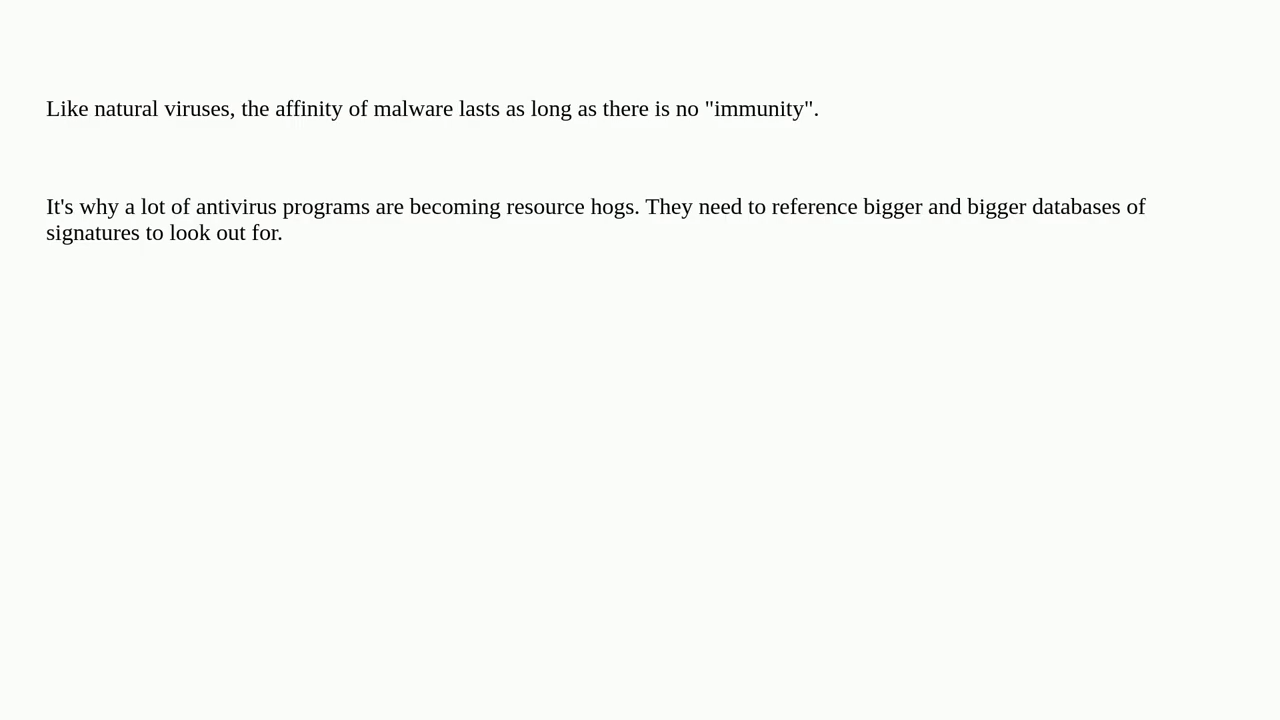 Like natural viruses, the affinity of malware lasts as long as there is no "immunity".
It's why a lot of antivirus programs are becoming resource hogs. They need to reference bigger and bigger databases of
signatures to look out for.